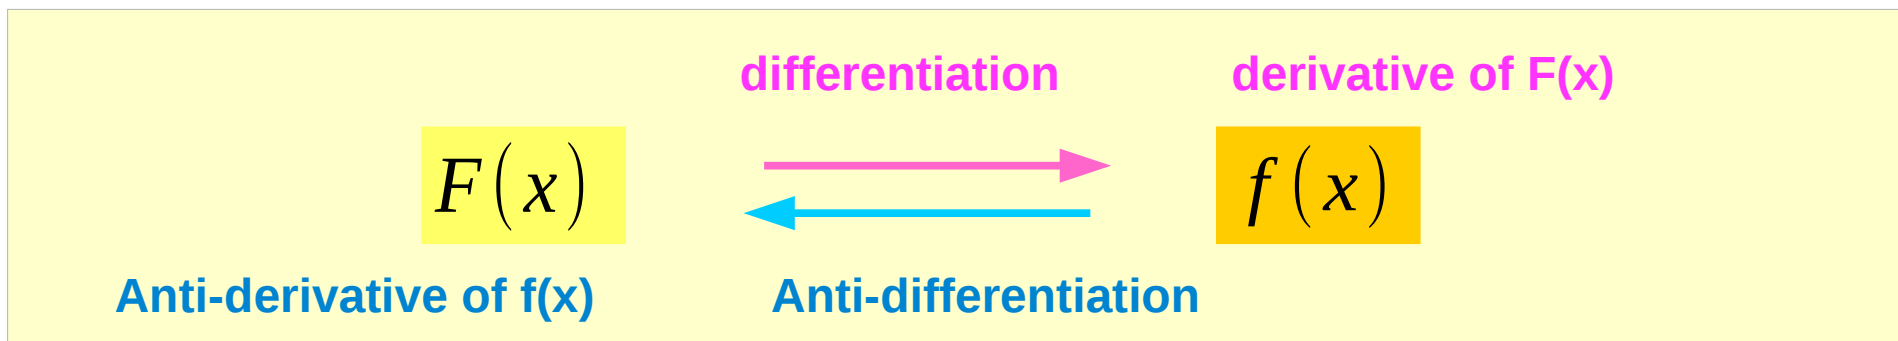 differentiation derivative of F(x)
F(x) f(x)
Anti-derivative of f(x) Anti-differentiation